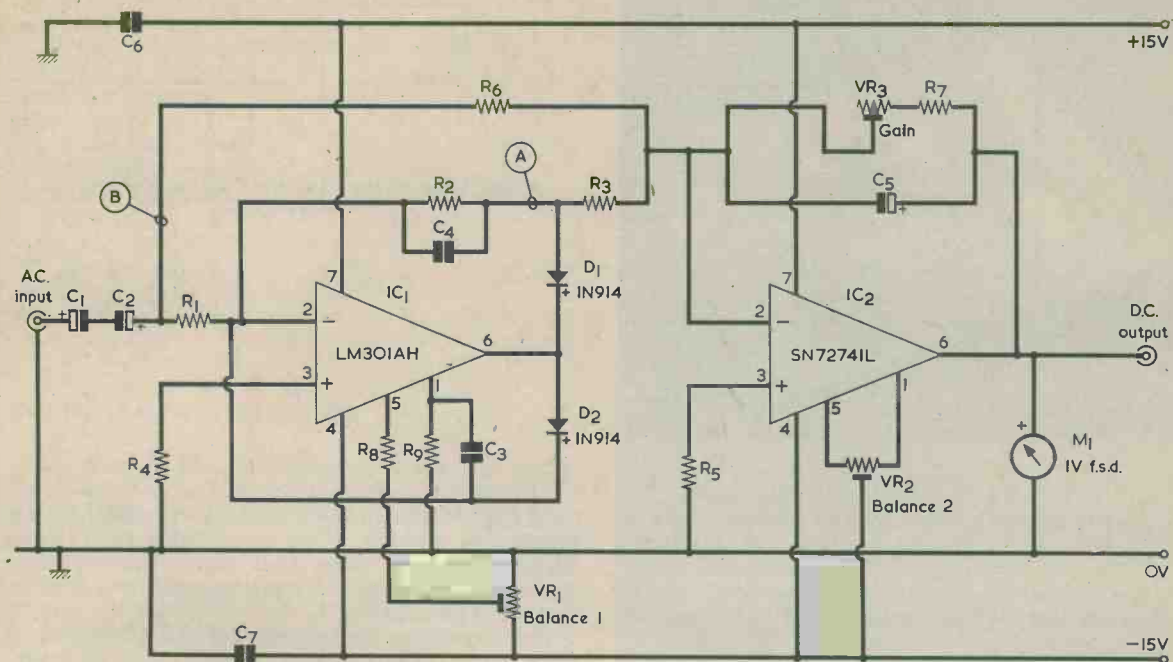 C6
+15V
R6
VR3
R7
Gain
A
B
R2
R3
C5
+
C4
A.C.
input
C1
C2
+
+
R1
7
IC1
D1
+
1N914
7
IC2
2
−
LM301AH
6
2
−
SN72741L
6
D.C.
output
3
+
1
5
4
D2
+
1N914
3
+
1
5
4
R4
R8
R9
C3
R5
VR2
Balance 2
+
M1
1V f.s.d.
0V
VR1
Balance 1
C7
−15V